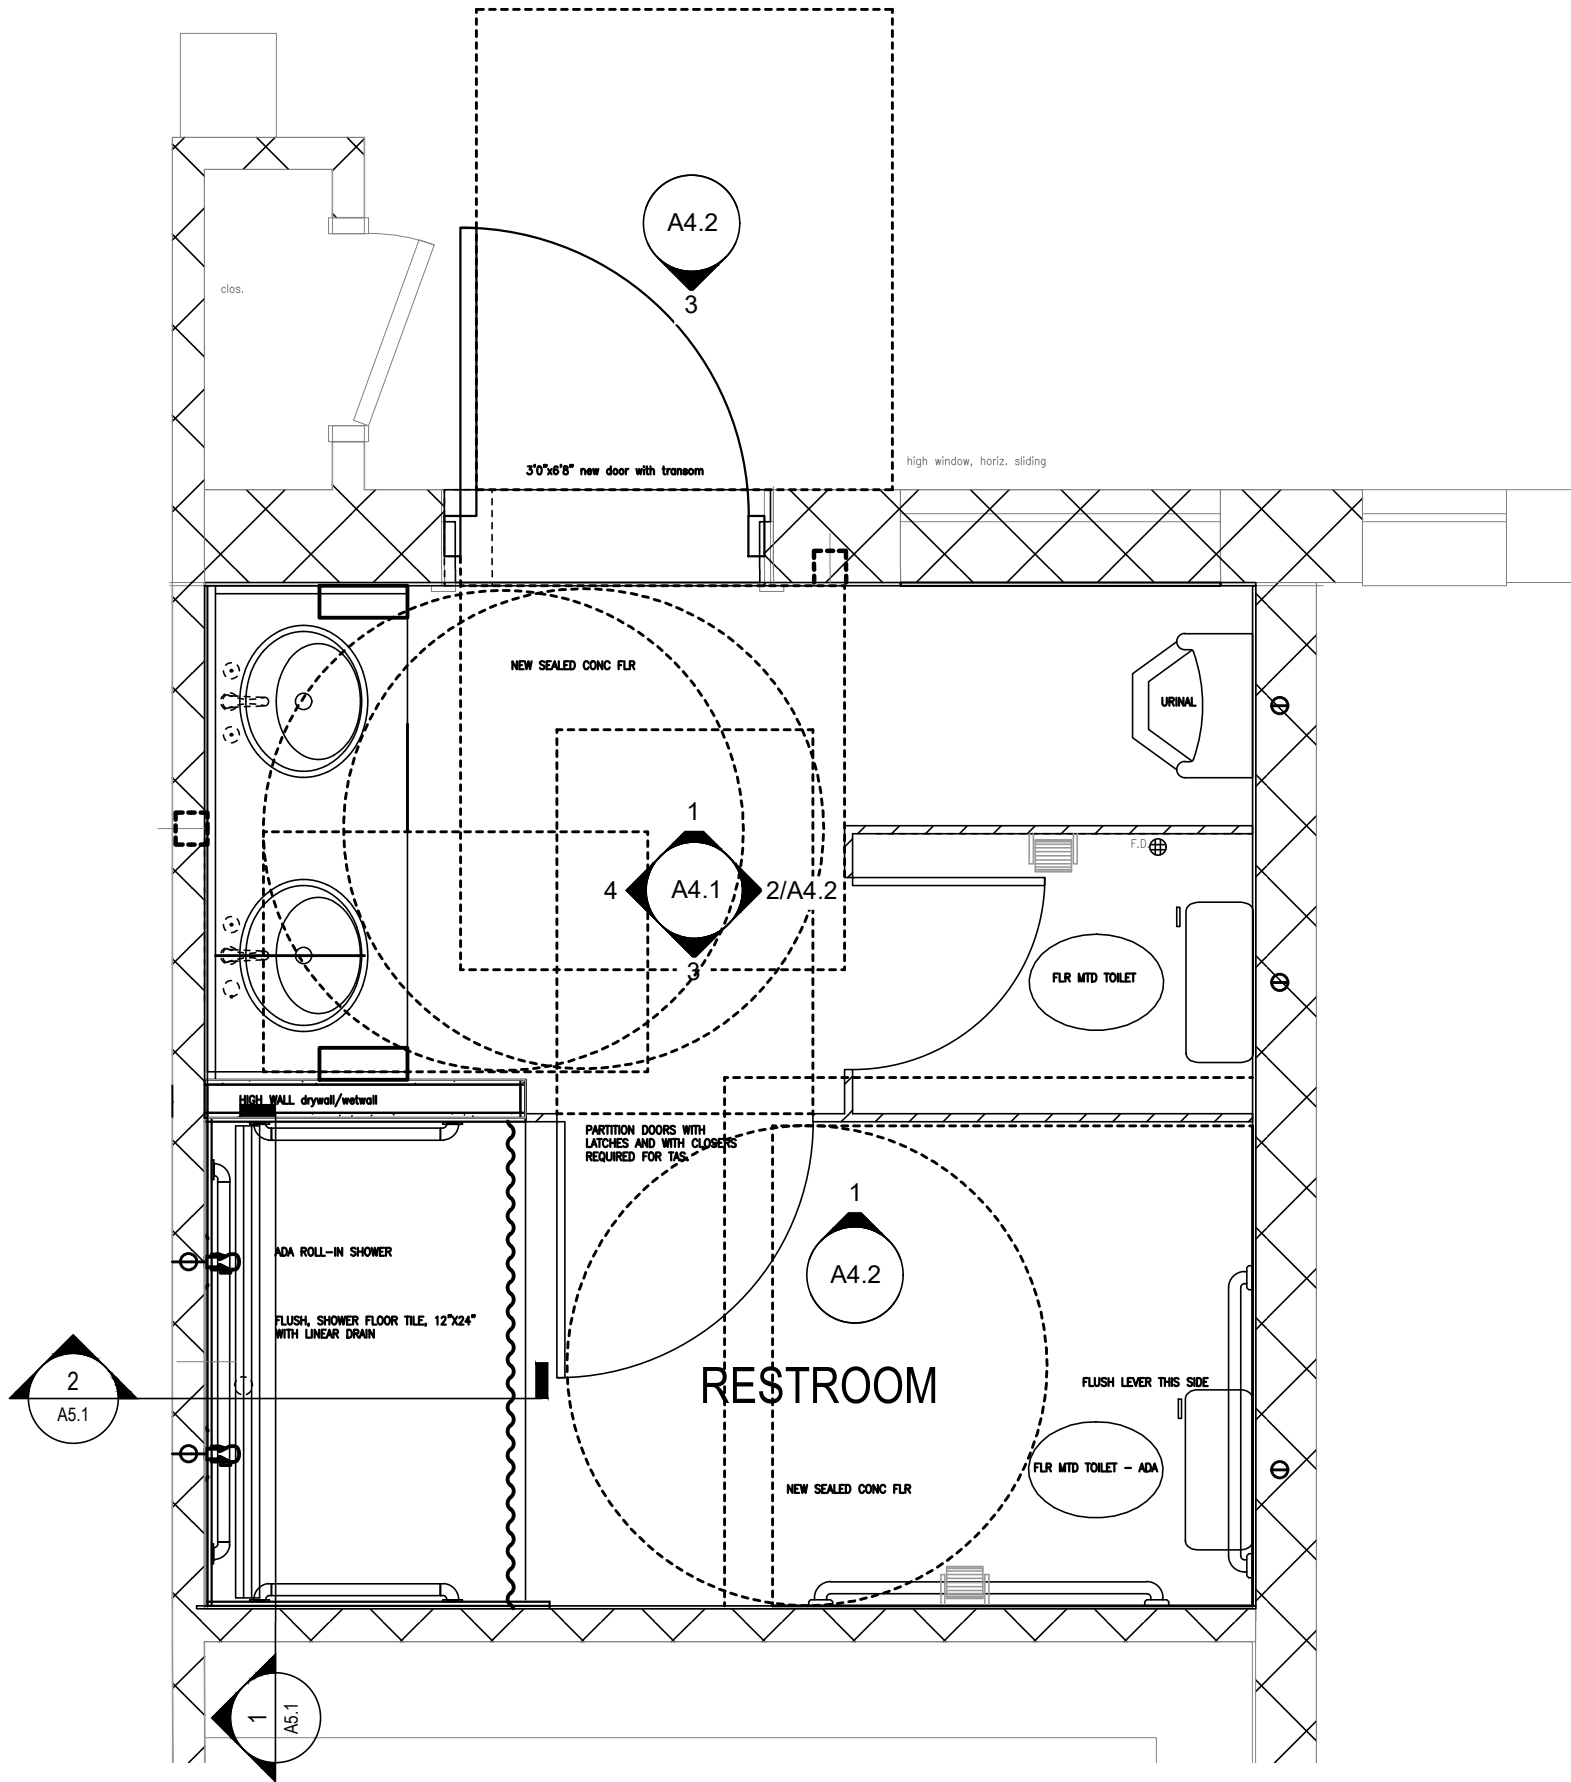 A4.2
3
clos.
3'0"x6'8" new door with transom
high window, horiz. sliding
NEW SEALED CONC FLR
URINAL
1
4
A4.1
2/A4.2
3
F.D.
FLR MTD TOILET
HIGH WALL drywall/wetwall
PARTITION DOORS WITH
LATCHES AND WITH CLOSERS
REQUIRED FOR TAS.
1
A4.2
ADA ROLL-IN SHOWER
FLUSH, SHOWER FLOOR TILE, 12"X24"
WITH LINEAR DRAIN
2
A5.1
RESTROOM
FLUSH LEVER THIS SIDE
FLR MTD TOILET - ADA
NEW SEALED CONC FLR
1
A5.1